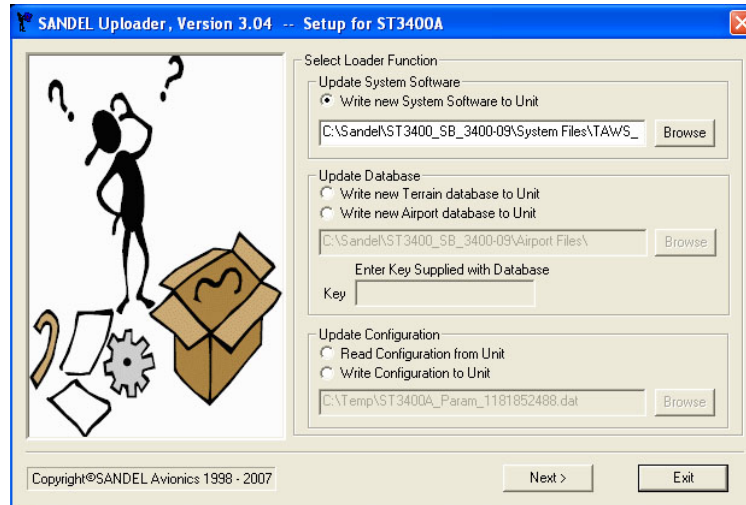 SANDEL Uploader, Version 3.04 -- Setup for ST3400A
Select Loader Function
Update System Software
Write new System Software to Unit
C:\Sandel\ST3400_SB_3400-09\System Files\TAWS_
Browse
Update Database
Write new Terrain database to Unit
Write new Airport database to Unit
C:\Sandel\ST3400_SB_3400-09\Airport Files\
Browse
Enter Key Supplied with Database
Key
Update Configuration
Read Configuration from Unit
Write Configuration to Unit
C:\Temp\ST3400A_Param_1181852488.dat
Browse
Copyright©SANDEL Avionics 1998 - 2007
Next >
Exit